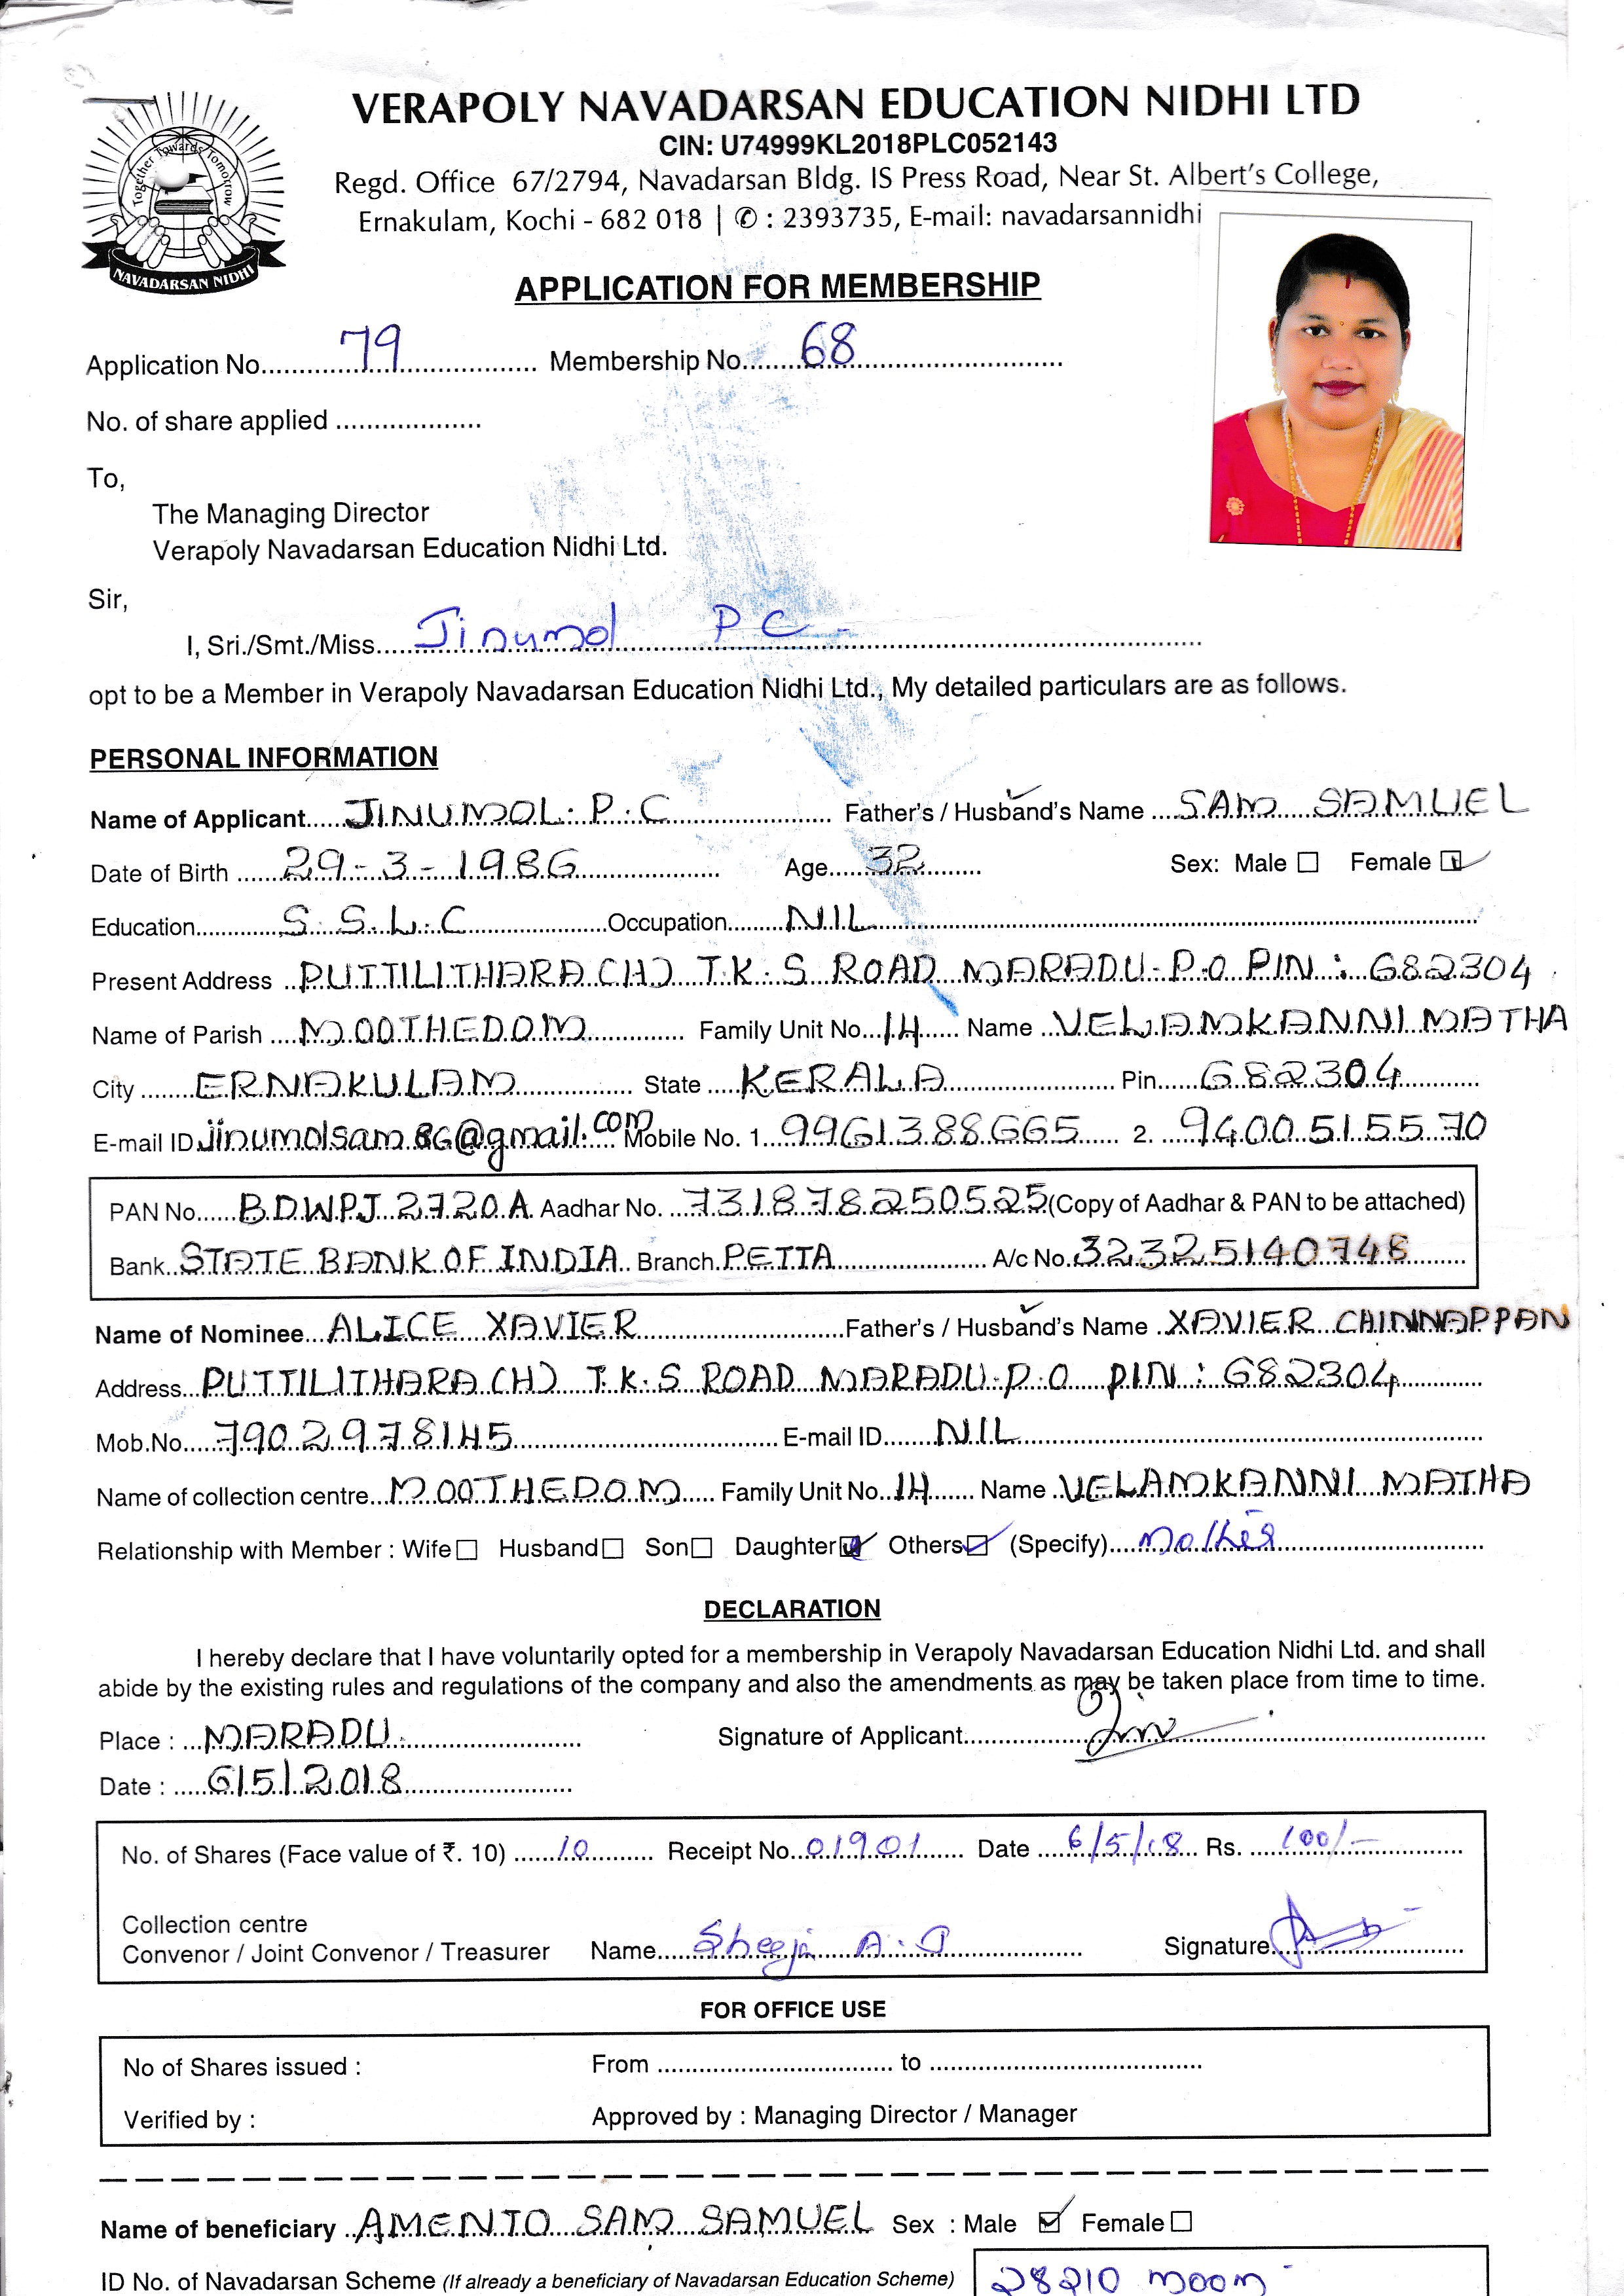 VERAPOLY NAVADARSAN EDUCATION NIDHI LTD
CIN: U74999KL2018PLC052143
Regd. Office 67/2794, Navadarsan Bldg. IS Press Road, Near St. Albert's College,
Ernakulam, Kochi - 682 018 | ✆ : 2393735, E-mail: navadarsannidhi
Together Towards Tomorrow
NAVADARSAN NIDHI
APPLICATION FOR MEMBERSHIP
Application No. 79 Membership No. 68
No. of share applied
To,
The Managing Director
Verapoly Navadarsan Education Nidhi Ltd.
Sir,
I, Sri./Smt./Miss. Jinumol P C
opt to be a Member in Verapoly Navadarsan Education Nidhi Ltd., My detailed particulars are as follows.
PERSONAL INFORMATION
Name of Applicant JINUMOL. P. C Father's / Husband's Name SAM SAMUEL
Date of Birth 29-3-1986 Age 32 Sex: Male ☐ Female ☑
Education S.S.L.C Occupation NIL
Present Address PUTTILITHARA (H) T.K.S ROAD MARADU-P.O PIN : 682304
Name of Parish MOOTHEDOM Family Unit No. 14 Name VELAMKANNI MATHA
City ERNAKULAM State KERALA Pin 682304
E-mail ID jinumolsam86@gmail.com Mobile No. 1. 9961388665 2. 9400515570
PAN No. BDWPJ2720A Aadhar No. 731878250525 (Copy of Aadhar & PAN to be attached)
Bank STATE BANK OF INDIA Branch PETTA A/c No. 32325140748
Name of Nominee ALICE XAVIER Father's / Husband's Name XAVIER CHINNAPPAN
Address PUTTILITHARA (H) T.K.S ROAD MARADU-P.O PIN : 682304
Mob.No. 7902978145 E-mail ID NIL
Name of collection centre MOOTHEDOM Family Unit No. 14 Name VELAMKANNI MATHA
Relationship with Member : Wife ☐ Husband ☐ Son ☐ Daughter ☑ Others ☑ (Specify) Mother
DECLARATION
I hereby declare that I have voluntarily opted for a membership in Verapoly Navadarsan Education Nidhi Ltd. and shall
abide by the existing rules and regulations of the company and also the amendments as may be taken place from time to time.
Place : MARADU Signature of Applicant
Date : 6/5/2018
No. of Shares (Face value of ₹. 10) 10 Receipt No. 01901 Date 6/5/18 Rs. 100/-
Collection centre
Convenor / Joint Convenor / Treasurer Name Sheeja A. Signature
FOR OFFICE USE
No of Shares issued : From to
Verified by : Approved by : Managing Director / Manager
Name of beneficiary AMENTO SAM SAMUEL Sex : Male ☑ Female ☐
ID No. of Navadarsan Scheme (If already a beneficiary of Navadarsan Education Scheme) 28210 moom